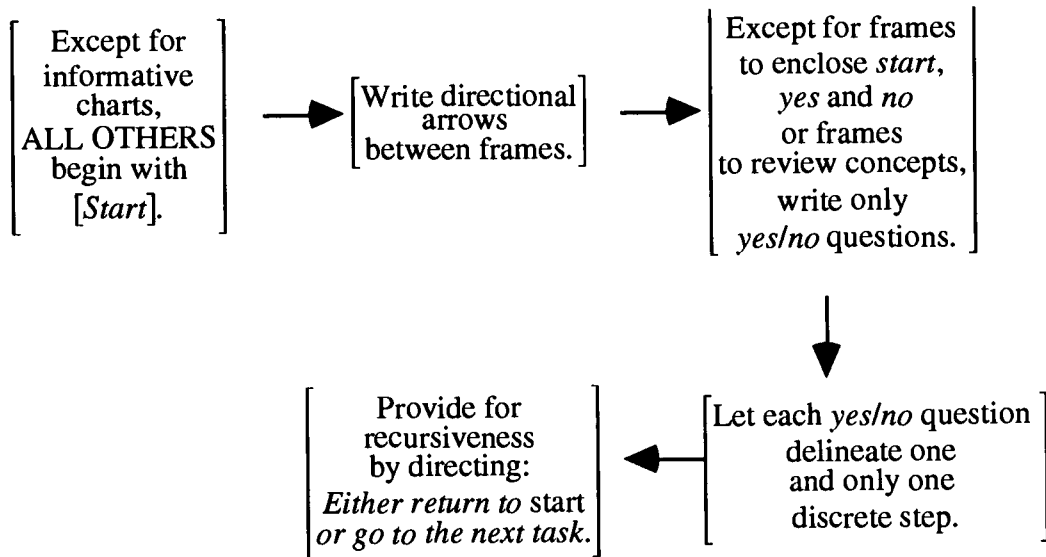 Except for
informative
charts,
ALL OTHERS
begin with
[Start].
Write directional
arrows
between frames.
Except for frames
to enclose start,
yes and no
or frames
to review concepts,
write only
yes/no questions.
Let each yes/no question
delineate one
and only one
discrete step.
Provide for
recursiveness
by directing:
Either return to start
or go to the next task.